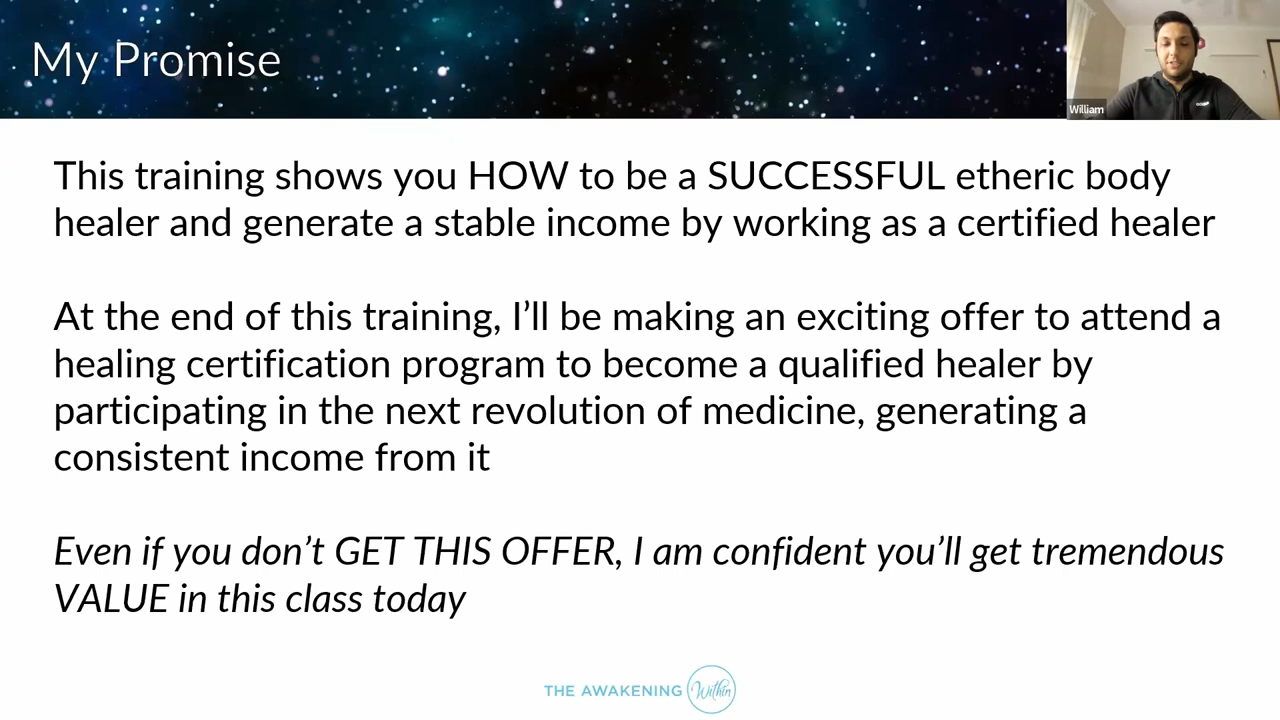 My Promise
William
This training shows you HOW to be a SUCCESSFUL etheric body
healer and generate a stable income by working as a certified healer
At the end of this training, I’ll be making an exciting offer to attend a
healing certification program to become a qualified healer by
participating in the next revolution of medicine, generating a
consistent income from it
Even if you don’t GET THIS OFFER, I am confident you’ll get tremendous
VALUE in this class today
THE AWAKENING Within